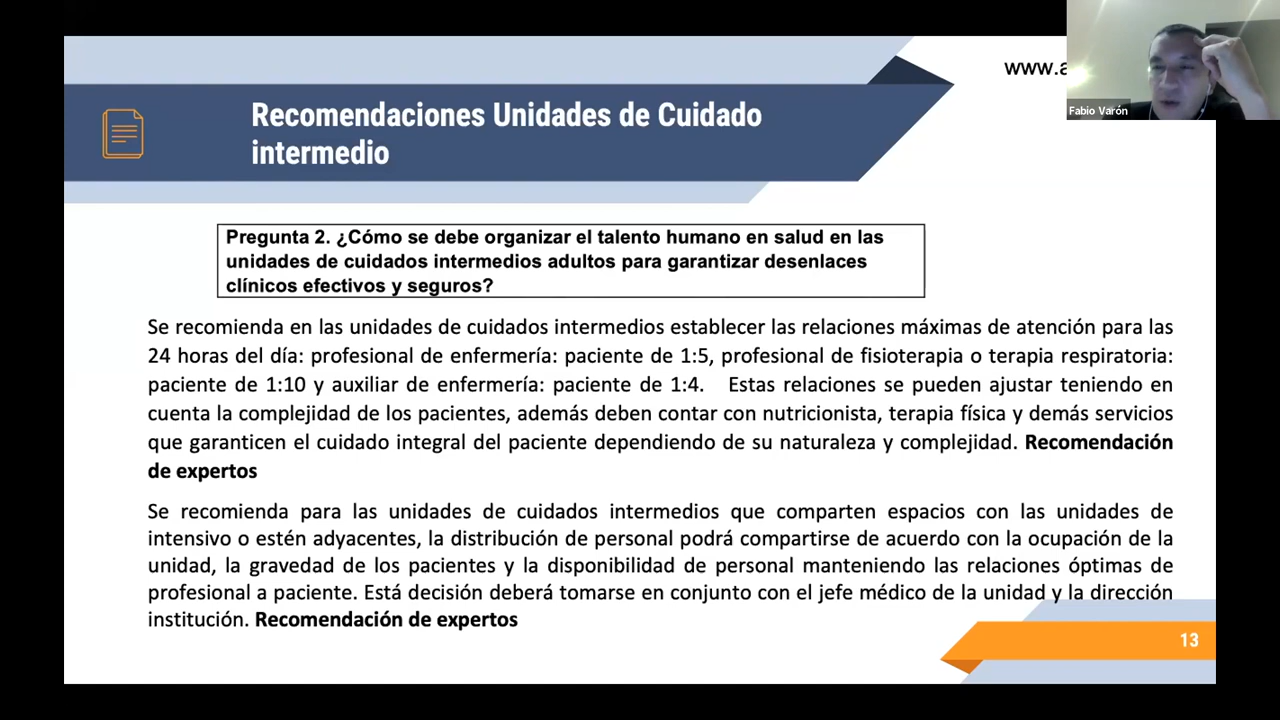 www.a
Fabio Varón
Recomendaciones Unidades de Cuidado
intermedio
Pregunta 2. ¿Cómo se debe organizar el talento humano en salud en las
unidades de cuidados intermedios adultos para garantizar desenlaces
clínicos efectivos y seguros?
Se recomienda en las unidades de cuidados intermedios establecer las relaciones máximas de atención para las
24 horas del día: profesional de enfermería: paciente de 1:5, profesional de fisioterapia o terapia respiratoria:
paciente de 1:10 y auxiliar de enfermería: paciente de 1:4. Estas relaciones se pueden ajustar teniendo en
cuenta la complejidad de los pacientes, además deben contar con nutricionista, terapia física y demás servicios
que garanticen el cuidado integral del paciente dependiendo de su naturaleza y complejidad. Recomendación
de expertos
Se recomienda para las unidades de cuidados intermedios que comparten espacios con las unidades de
intensivo o estén adyacentes, la distribución de personal podrá compartirse de acuerdo con la ocupación de la
unidad, la gravedad de los pacientes y la disponibilidad de personal manteniendo las relaciones óptimas de
profesional a paciente. Está decisión deberá tomarse en conjunto con el jefe médico de la unidad y la dirección
institución. Recomendación de expertos
13